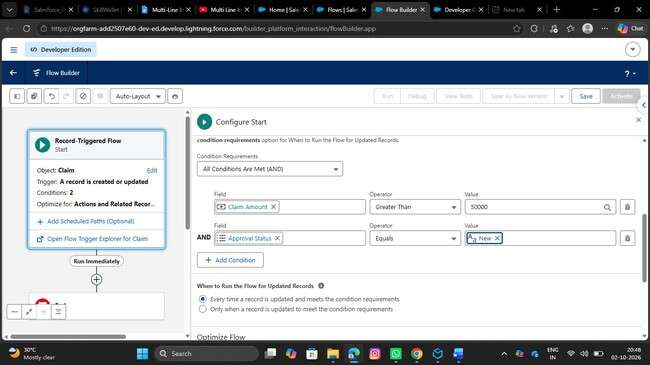 Salesforce
SkillWallet
Multi-Line I
Multi Line In
Home | Sale
Flows | Sale
Flow Builder
Developer
New tab
https://orgfarm-add2507e60-dev-ed.develop.lightning.force.com/builder_platform_interaction/flowBuilder.app
Chat
Developer Edition
Flow Builder
?
Auto-Layout
Run
Debug
View Tests
Save As New Version
Save
Activate
Record-Triggered Flow
Start
Object: Claim
Edit
Trigger: A record is created or updated
Conditions: 2
Optimize for: Actions and Related Recor...
+ Add Scheduled Paths (Optional)
Open Flow Trigger Explorer for Claim
Run Immediately
Configure Start
condition requirements option for When to Run the Flow for Updated Records.
Condition Requirements
All Conditions Are Met (AND)
Field
Operator
Value
Claim Amount
Greater Than
50000
Field
Operator
Value
AND
Approval Status
Equals
New
+ Add Condition
When to Run the Flow for Updated Records
Every time a record is updated and meets the condition requirements
Only when a record is updated to meet the condition requirements
Optimize Flow
30°C
Mostly clear
Search
ENG
IN
20:48
02-10-2026